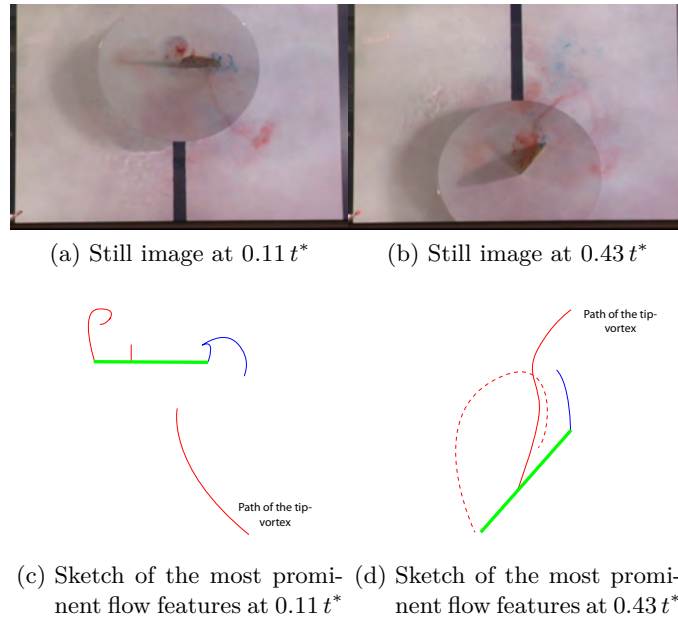 (a) Still image at 0.11 t*
(b) Still image at 0.43 t*
Path of the tip-
vortex
Path of the tip-
vortex
(c) Sketch of the most promi-
nent flow features at 0.11 t*
(d) Sketch of the most promi-
nent flow features at 0.43 t*